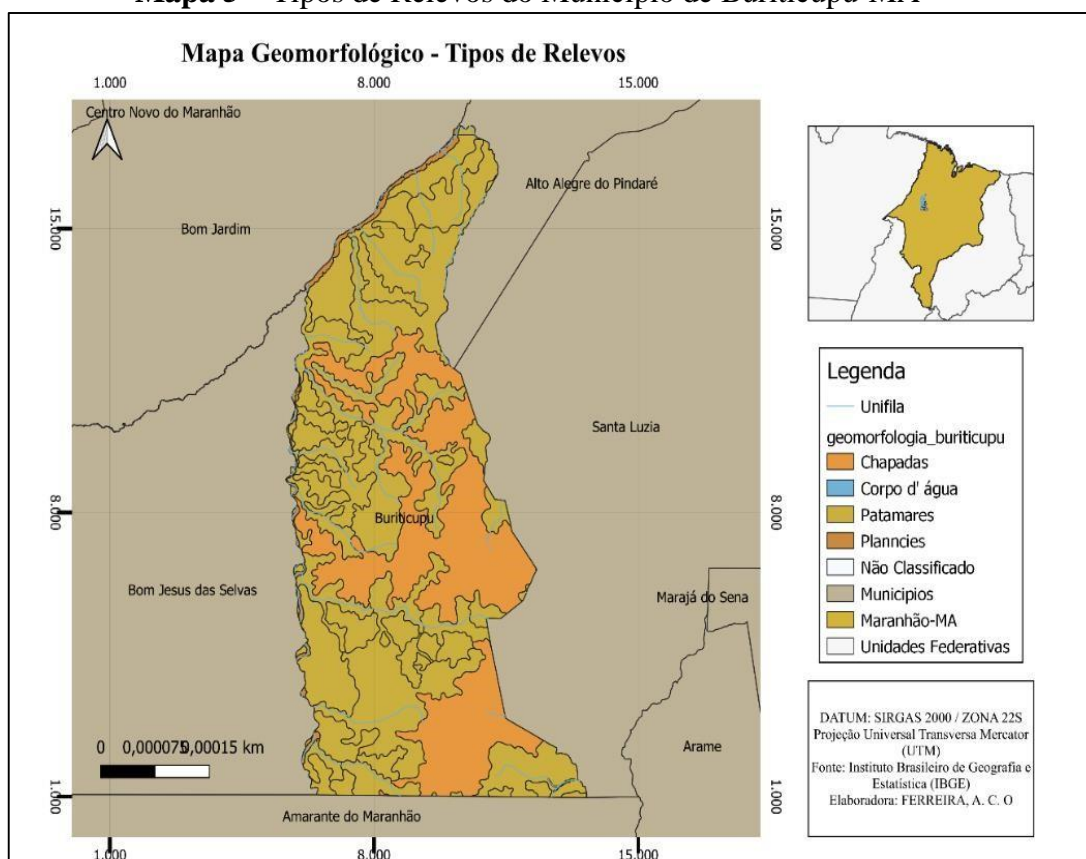 Mapa 3 – Tipos de Relevos do Município de Buriticupu-MA
Mapa Geomorfológico - Tipos de Relevos
1.000
8.000
15.000
Centro Novo do Maranhão
Alto Alegre do Pindaré
Bom Jardim
15.000
15.000
Santa Luzia
Buriticupu
8.000
8.000
Bom Jesus das Selvas
Marajá do Sena
Arame
0 0,000075 0,00015 km
1.000
1.000
Amarante do Maranhão
1.000
8.000
15.000
Legenda
Unifila
geomorfologia_buriticupu
Chapadas
Corpo d' água
Patamares
Planncies
Não Classificado
Municipios
Maranhão-MA
Unidades Federativas
DATUM: SIRGAS 2000 / ZONA 22S
Projeção Universal Transversa Mercator
(UTM)
Fonte: Instituto Brasileiro de Geografia e
Estatística (IBGE)
Elaboradora: FERREIRA, A. C. O